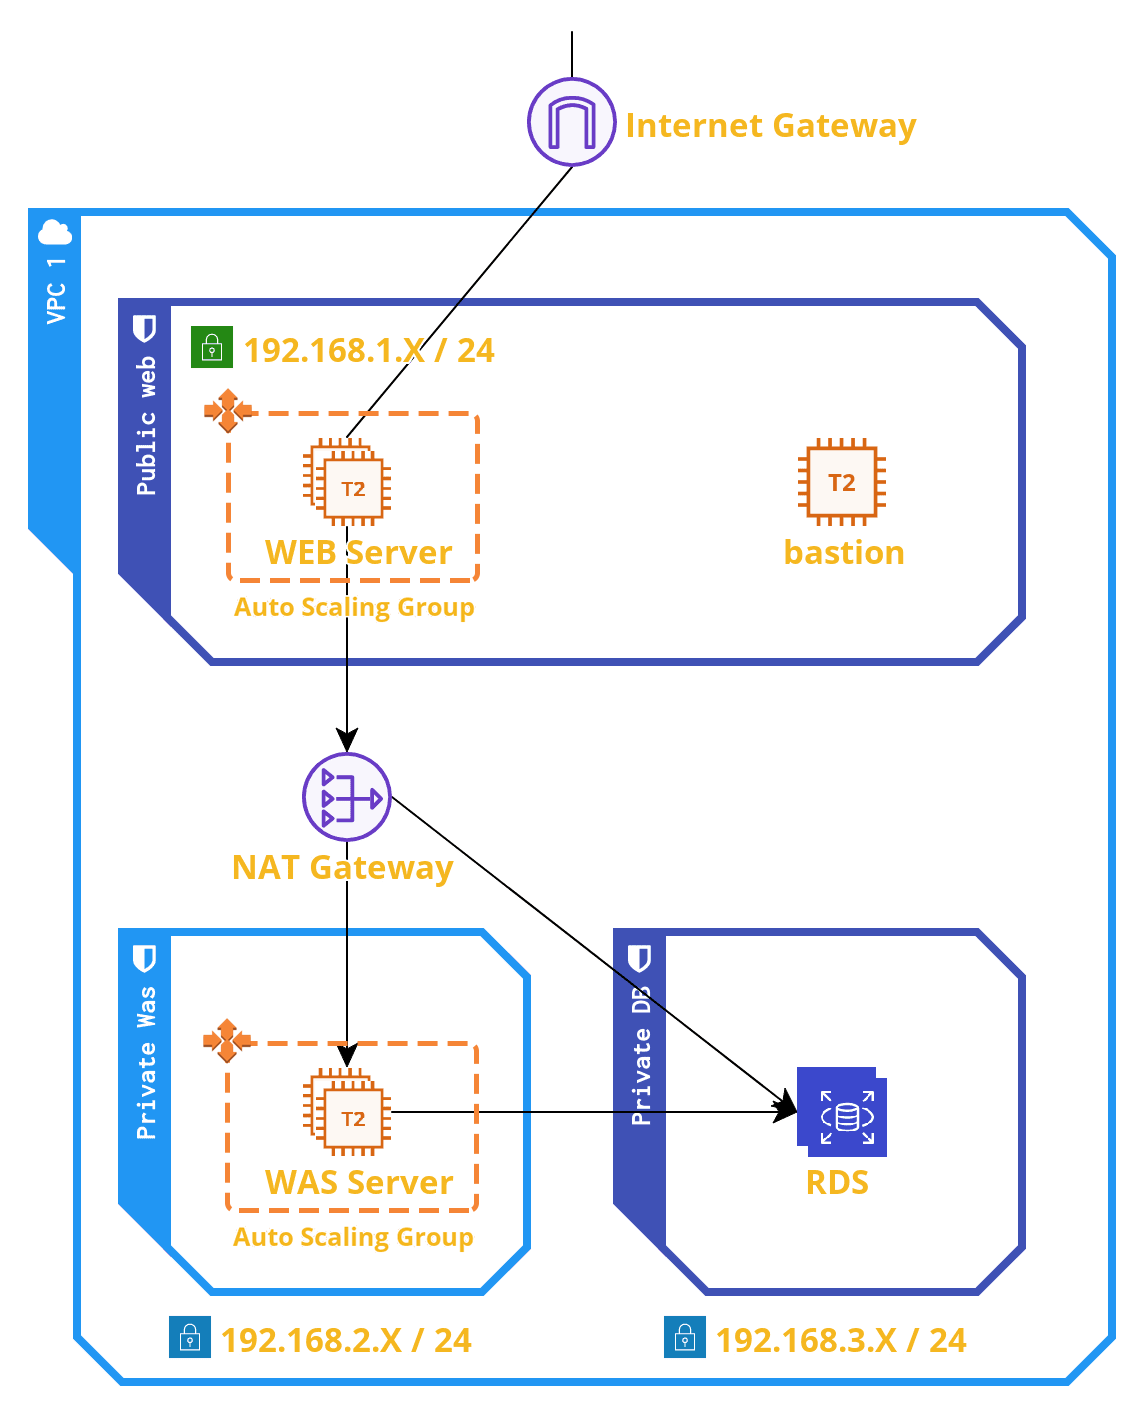 Internet Gateway
VPC 1
Public web
192.168.1.X / 24
T2
WEB Server
Auto Scaling Group
T2
bastion
NAT Gateway
Private Was
T2
WAS Server
Auto Scaling Group
192.168.2.X / 24
Private DB
RDS
192.168.3.X / 24